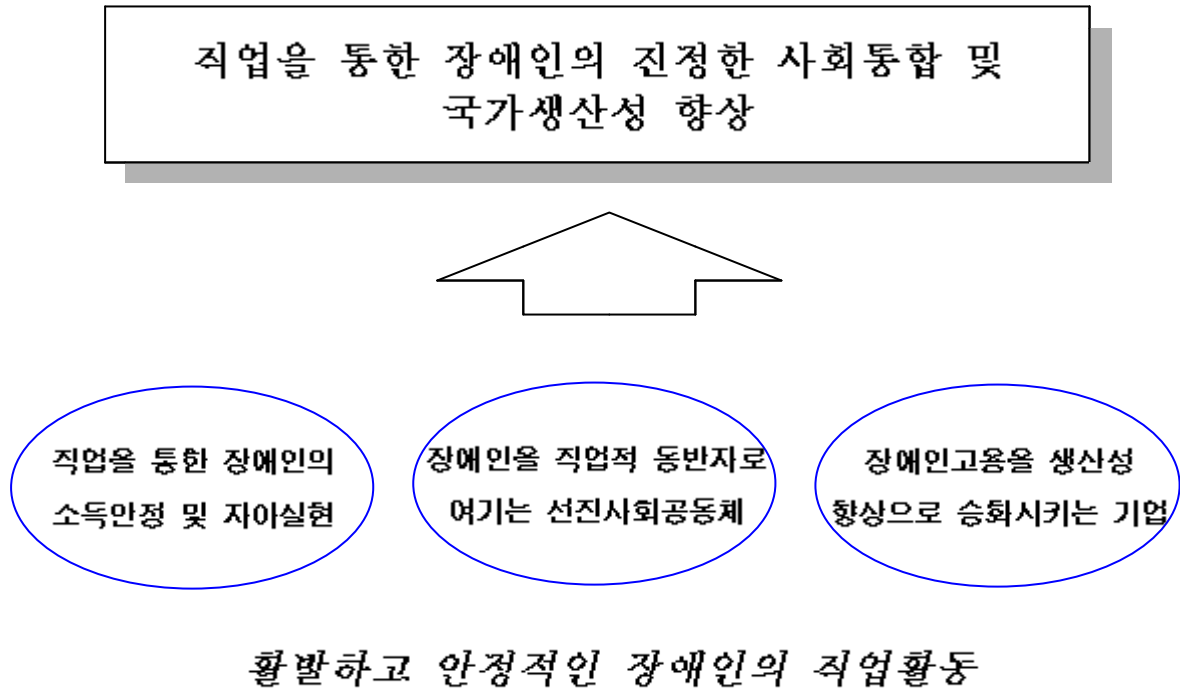 직업을 통한 장애인의 진정한 사회통합 및
국가생산성 향상
직업을 통한 장애인의
소득안정 및 자아실현
장애인을 직업적 동반자로
여기는 선진사회공동체
장애인고용을 생산성
향상으로 승화시키는 기업
활발하고 안정적인 장애인의 직업활동